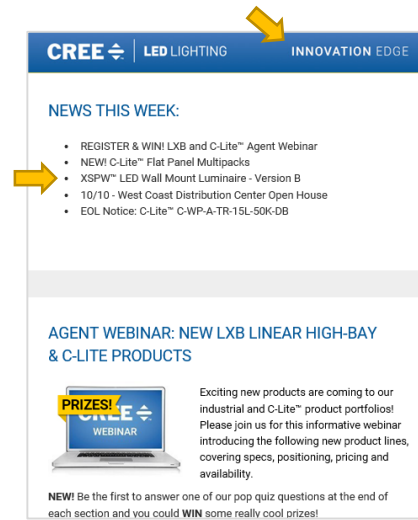 CREE LED LIGHTING INNOVATION EDGE
NEWS THIS WEEK:
• REGISTER & WIN! LXB and C-Lite™ Agent Webinar
• NEW! C-Lite™ Flat Panel Multipacks
• XSPW™ LED Wall Mount Luminaire - Version B
• 10/10 - West Coast Distribution Center Open House
• EOL Notice: C-Lite™ C-WP-A-TR-15L-50K-DB
AGENT WEBINAR: NEW LXB LINEAR HIGH-BAY
& C-LITE PRODUCTS
PRIZES!
WEBINAR
Exciting new products are coming to our
industrial and C-Lite™ product portfolios!
Please join us for this informative webinar
introducing the following new product lines,
covering specs, positioning, pricing and
availability.
NEW! Be the first to answer one of our pop quiz questions at the end of
each section and you could WIN some really cool prizes!